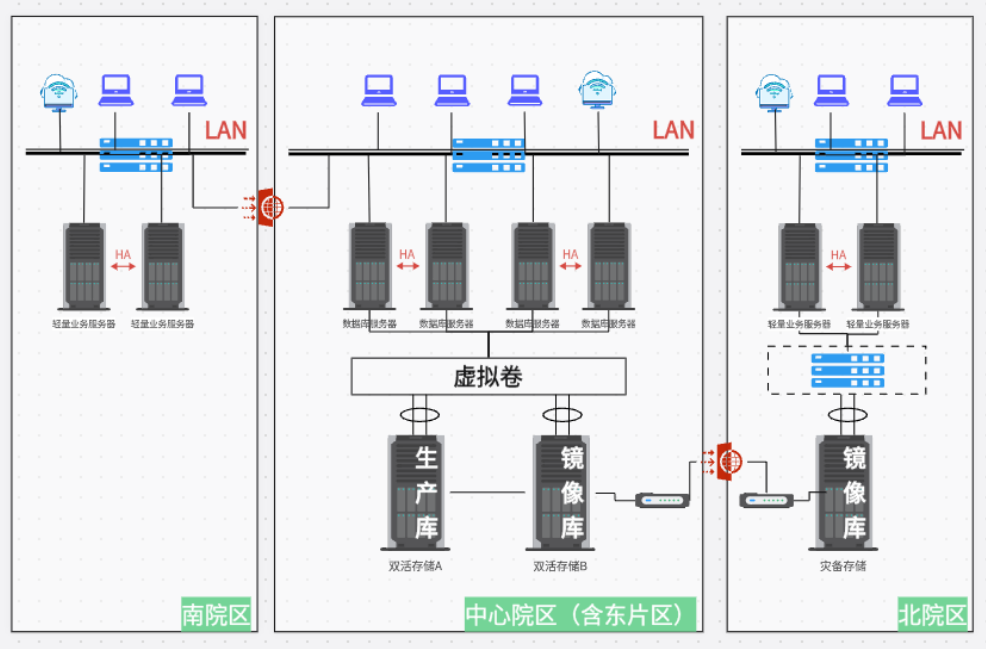 LAN
HA
轻量业务服务器 轻量业务服务器
南院区
LAN
HA HA
数据库服务器 数据库服务器 数据库服务器 数据库服务器
虚拟卷
生产库
镜像库
双活存储A 双活存储B
中心院区（含东片区）
LAN
HA
轻量业务服务器 轻量业务服务器
镜像库
灾备存储
北院区